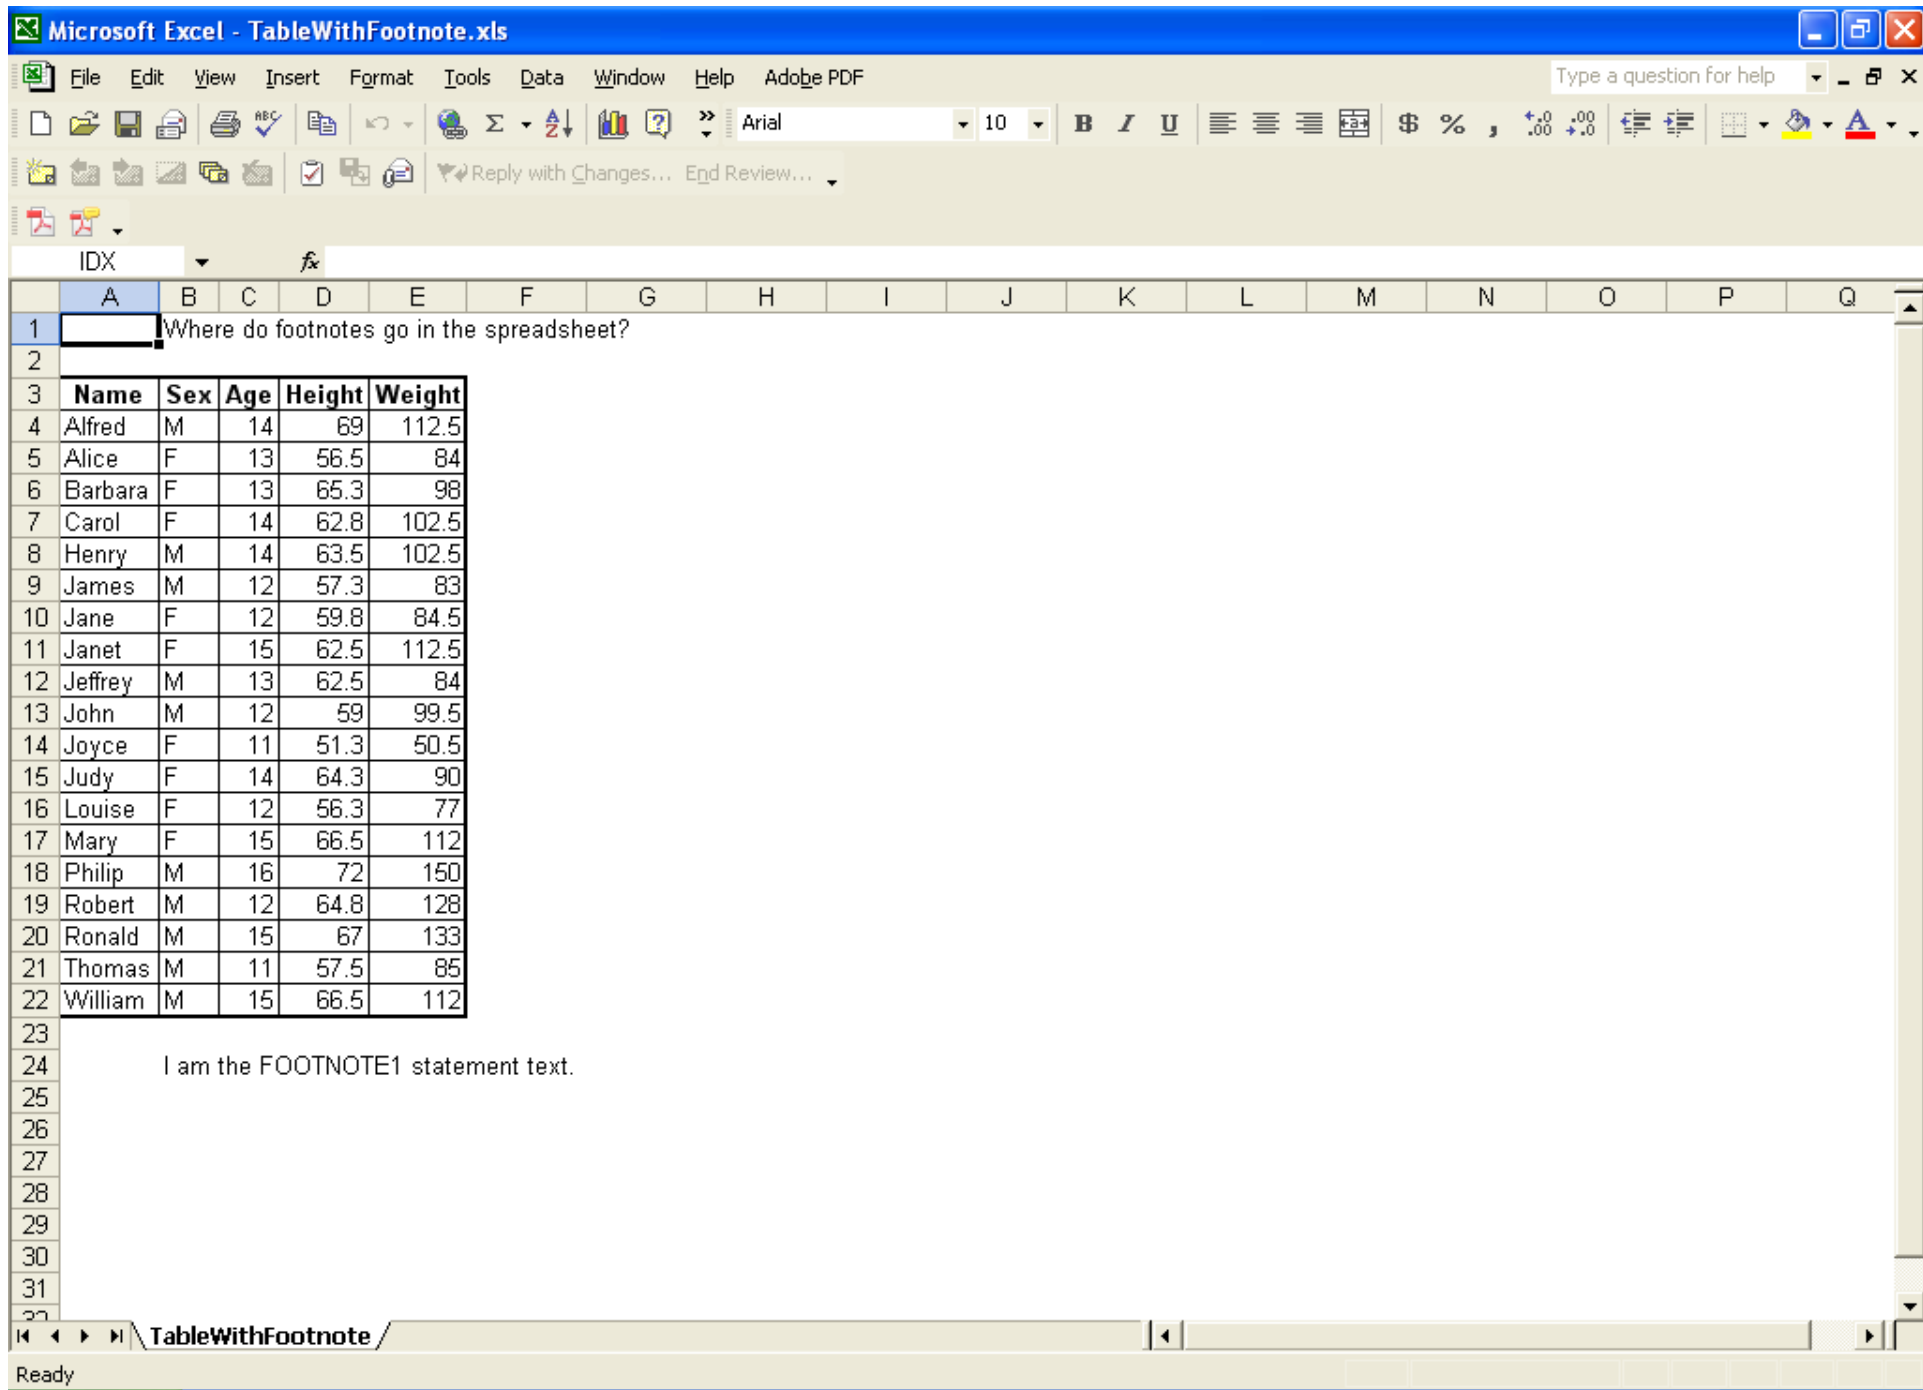 Microsoft Excel - TableWithFootnote.xls
File Edit View Insert Format Tools Data Window Help Adobe PDF Type a question for help
Arial 10 B I U $ % ,
Reply with Changes... End Review...
IDX fx
A B C D E F G H I J K L M N O P Q
1 Where do footnotes go in the spreadsheet?
2
3 Name Sex Age Height Weight
4 Alfred M 14 69 112.5
5 Alice F 13 56.5 84
6 Barbara F 13 65.3 98
7 Carol F 14 62.8 102.5
8 Henry M 14 63.5 102.5
9 James M 12 57.3 83
10 Jane F 12 59.8 84.5
11 Janet F 15 62.5 112.5
12 Jeffrey M 13 62.5 84
13 John M 12 59 99.5
14 Joyce F 11 51.3 50.5
15 Judy F 14 64.3 90
16 Louise F 12 56.3 77
17 Mary F 15 66.5 112
18 Philip M 16 72 150
19 Robert M 12 64.8 128
20 Ronald M 15 67 133
21 Thomas M 11 57.5 85
22 William M 15 66.5 112
23
24 I am the FOOTNOTE1 statement text.
25
26
27
28
29
30
31
TableWithFootnote
Ready